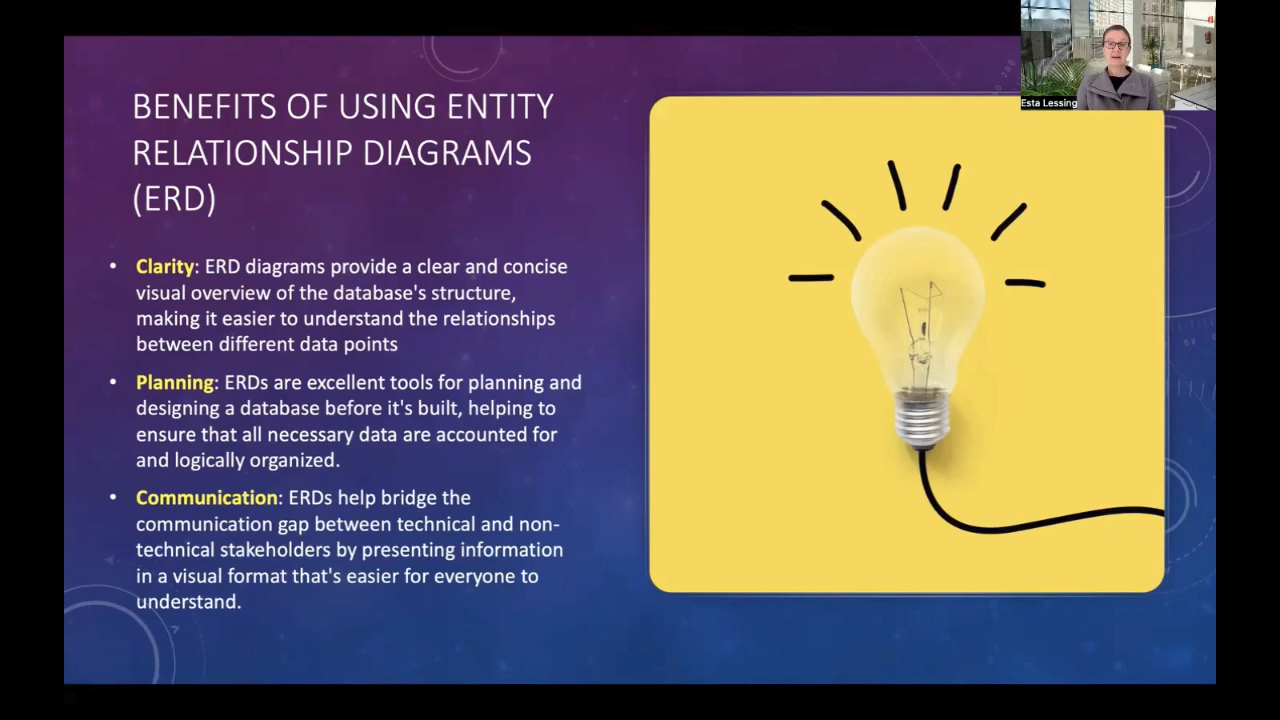 Esta Lessing
BENEFITS OF USING ENTITY
RELATIONSHIP DIAGRAMS
(ERD)
• Clarity: ERD diagrams provide a clear and concise
visual overview of the database's structure,
making it easier to understand the relationships
between different data points
• Planning: ERDs are excellent tools for planning and
designing a database before it's built, helping to
ensure that all necessary data are accounted for
and logically organized.
• Communication: ERDs help bridge the
communication gap between technical and non-
technical stakeholders by presenting information
in a visual format that's easier for everyone to
understand.